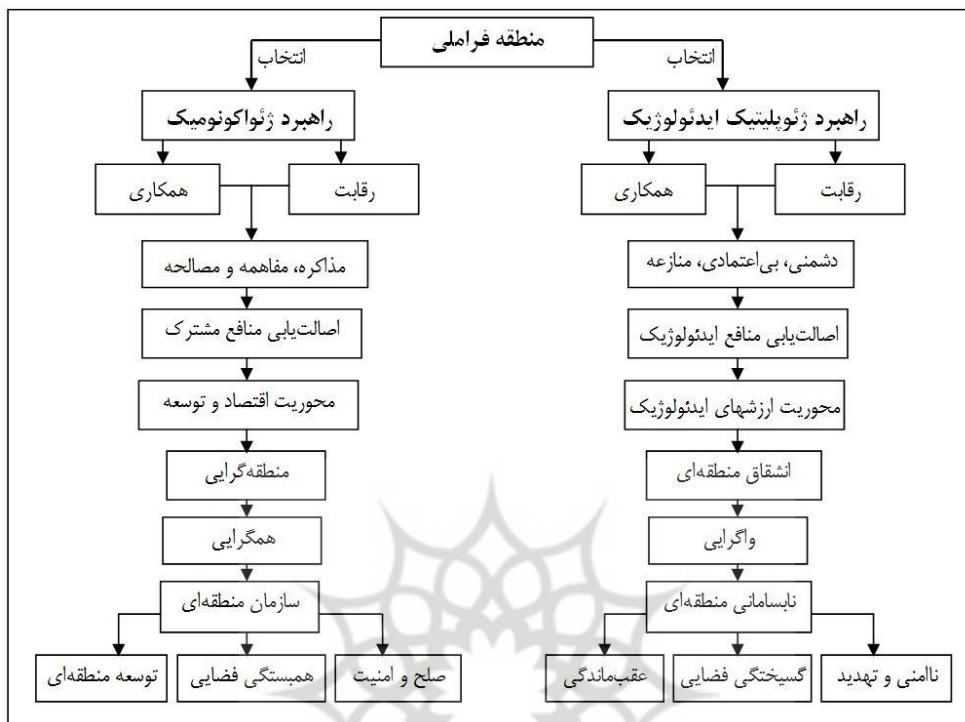 منطقه فراملی
انتخاب
انتخاب
راهبرد ژئوپلیتیک ایدئولوژیک
راهبرد ژئواکونومیک
رقابت
همکاری
رقابت
همکاری
دشمنی، بی‌اعتمادی، منازعه
مذاکره، مفاهمه و مصالحه
اصالت‌یابی منافع ایدئولوژیک
اصالت‌یابی منافع مشترک
محوریت ارزشهای ایدئولوژیک
محوریت اقتصاد و توسعه
انشقاق منطقه‌ای
منطقه‌گرایی
واگرایی
همگرایی
نابسامانی منطقه‌ای
سازمان منطقه‌ای
ناامنی و تهدید
گسیختگی فضایی
عقب‌ماندگی
صلح و امنیت
همبستگی فضایی
توسعه منطقه‌ای